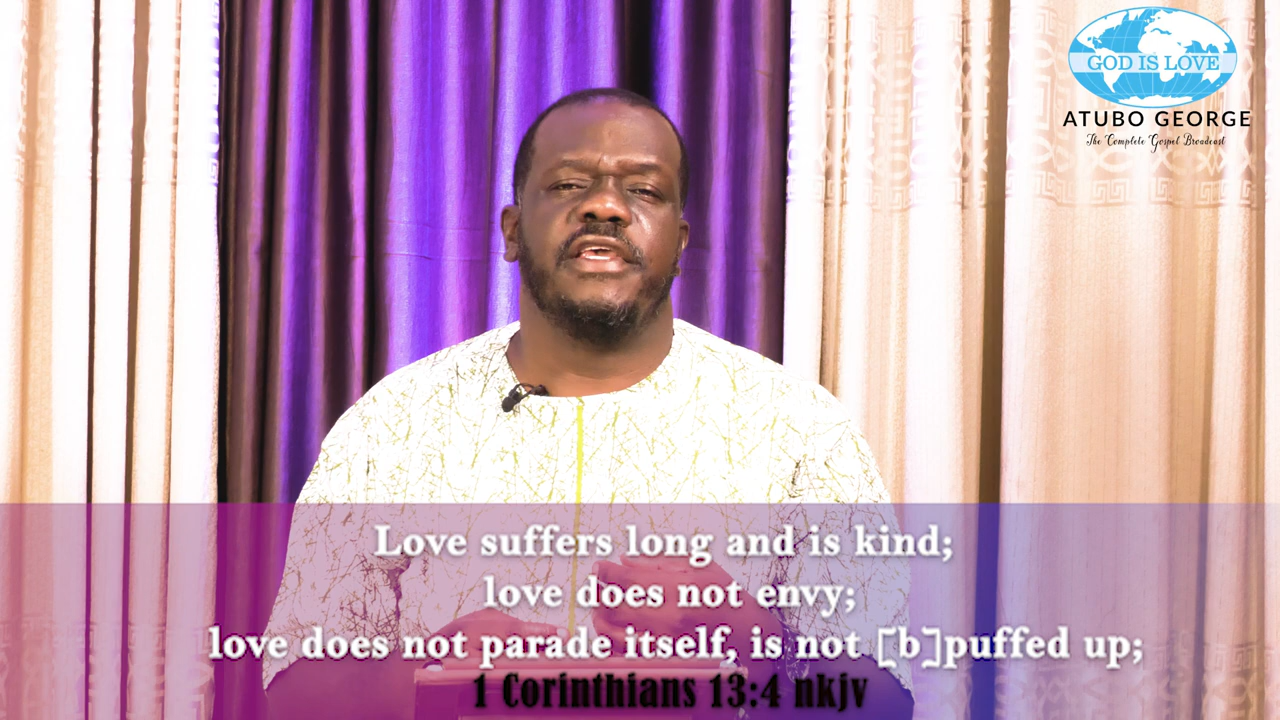 GOD IS LOVE
ATUBO GEORGE
The Complete Gospel Broadcast
Love suffers long and is kind;
love does not envy;
love does not parade itself, is not [b]puffed up;
1 Corinthians 13:4 nkjv